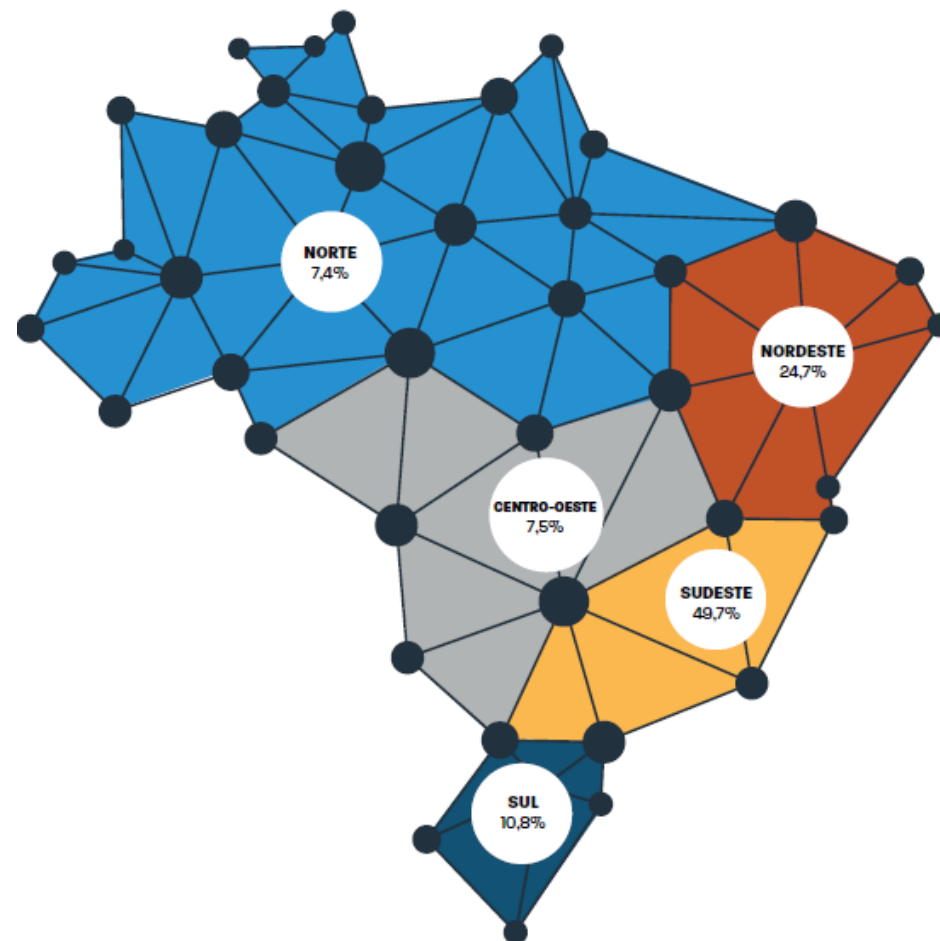 NORTE
7,4%
NORDESTE
24,7%
CENTRO-OESTE
7,5%
SUDESTE
49,7%
SUL
10,8%